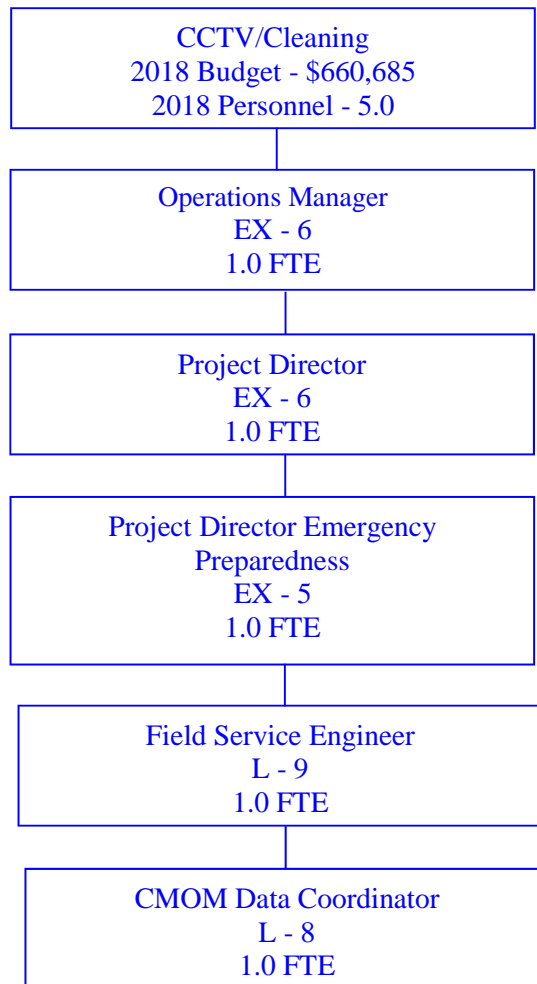 CCTV/Cleaning
2018 Budget - $660,685
2018 Personnel - 5.0
Operations Manager
EX - 6
1.0 FTE
Project Director
EX - 6
1.0 FTE
Project Director Emergency
Preparedness
EX - 5
1.0 FTE
Field Service Engineer
L - 9
1.0 FTE
CMOM Data Coordinator
L - 8
1.0 FTE